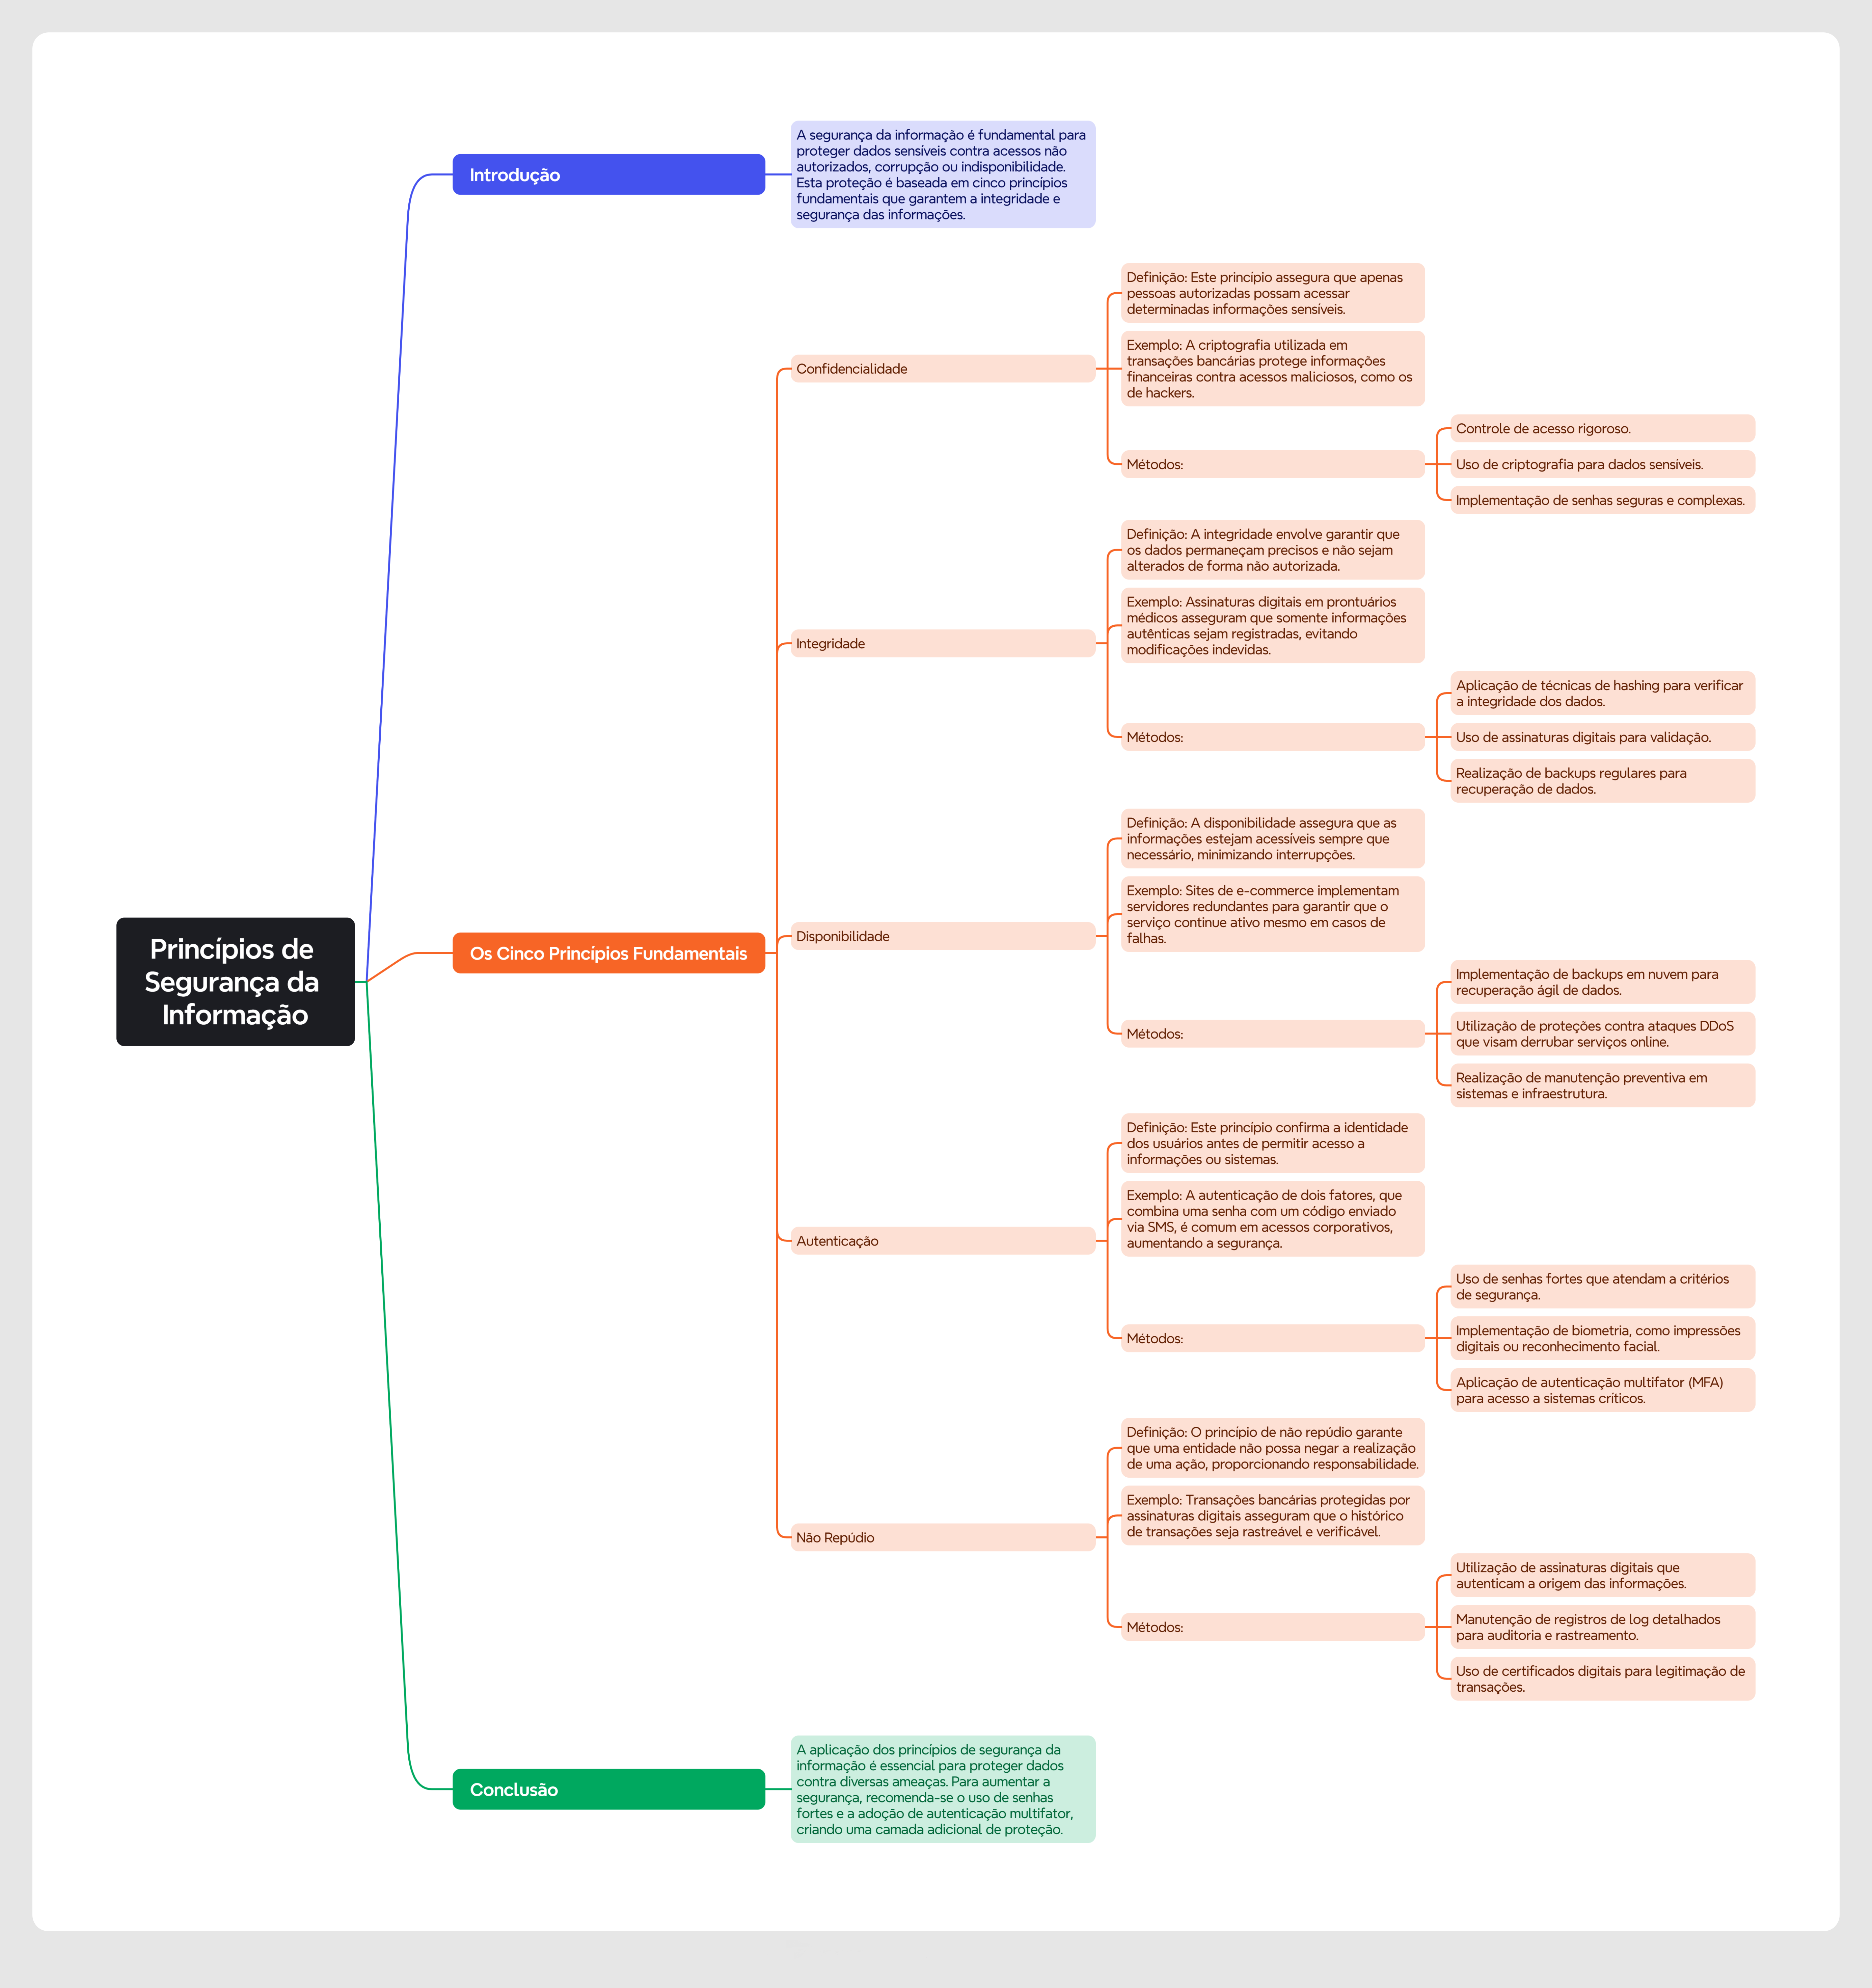 Princípios de
Segurança da
Informação
Introdução
A segurança da informação é fundamental para
proteger dados sensíveis contra acessos não
autorizados, corrupção ou indisponibilidade.
Esta proteção é baseada em cinco princípios
fundamentais que garantem a integridade e
segurança das informações.
Os Cinco Princípios Fundamentais
Confidencialidade
Definição: Este princípio assegura que apenas
pessoas autorizadas possam acessar
determinadas informações sensíveis.
Exemplo: A criptografia utilizada em
transações bancárias protege informações
financeiras contra acessos maliciosos, como os
de hackers.
Métodos:
Controle de acesso rigoroso.
Uso de criptografia para dados sensíveis.
Implementação de senhas seguras e complexas.
Integridade
Definição: A integridade envolve garantir que
os dados permaneçam precisos e não sejam
alterados de forma não autorizada.
Exemplo: Assinaturas digitais em prontuários
médicos asseguram que somente informações
autênticas sejam registradas, evitando
modificações indevidas.
Métodos:
Aplicação de técnicas de hashing para verificar
a integridade dos dados.
Uso de assinaturas digitais para validação.
Realização de backups regulares para
recuperação de dados.
Disponibilidade
Definição: A disponibilidade assegura que as
informações estejam acessíveis sempre que
necessário, minimizando interrupções.
Exemplo: Sites de e-commerce implementam
servidores redundantes para garantir que o
serviço continue ativo mesmo em casos de
falhas.
Métodos:
Implementação de backups em nuvem para
recuperação ágil de dados.
Utilização de proteções contra ataques DDoS
que visam derrubar serviços online.
Realização de manutenção preventiva em
sistemas e infraestrutura.
Autenticação
Definição: Este princípio confirma a identidade
dos usuários antes de permitir acesso a
informações ou sistemas.
Exemplo: A autenticação de dois fatores, que
combina uma senha com um código enviado
via SMS, é comum em acessos corporativos,
aumentando a segurança.
Métodos:
Uso de senhas fortes que atendam a critérios
de segurança.
Implementação de biometria, como impressões
digitais ou reconhecimento facial.
Aplicação de autenticação multifator (MFA)
para acesso a sistemas críticos.
Não Repúdio
Definição: O princípio de não repúdio garante
que uma entidade não possa negar a realização
de uma ação, proporcionando responsabilidade.
Exemplo: Transações bancárias protegidas por
assinaturas digitais asseguram que o histórico
de transações seja rastreável e verificável.
Métodos:
Utilização de assinaturas digitais que
autenticam a origem das informações.
Manutenção de registros de log detalhados
para auditoria e rastreamento.
Uso de certificados digitais para legitimação de
transações.
Conclusão
A aplicação dos princípios de segurança da
informação é essencial para proteger dados
contra diversas ameaças. Para aumentar a
segurança, recomenda-se o uso de senhas
fortes e a adoção de autenticação multifator,
criando uma camada adicional de proteção.